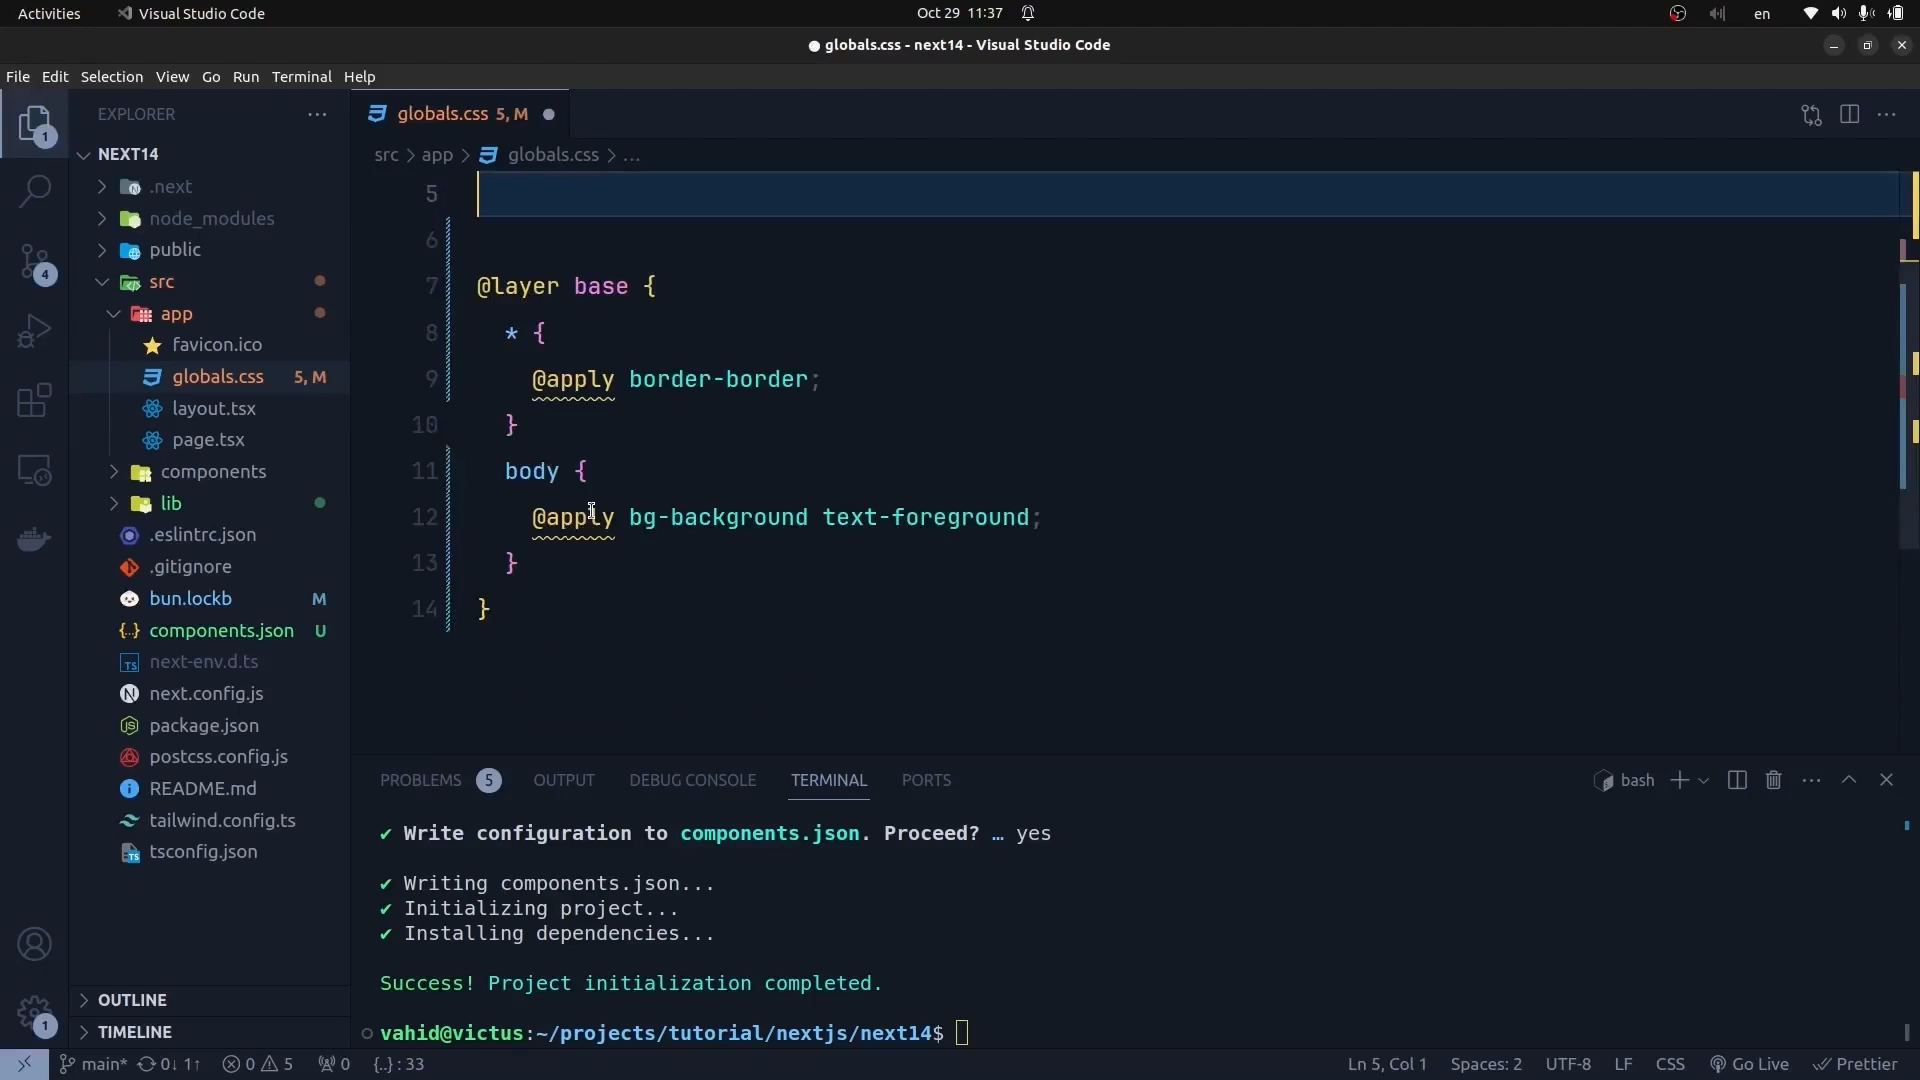 Activities
Visual Studio Code
Oct 29 11:37
en
globals.css - next14 - Visual Studio Code
File Edit Selection View Go Run Terminal Help
EXPLORER
NEXT14
.next
node_modules
public
src
app
favicon.ico
globals.css 5, M
layout.tsx
page.tsx
components
lib
.eslintrc.json
.gitignore
bun.lockb M
components.json U
next-env.d.ts
next.config.js
package.json
postcss.config.js
README.md
tailwind.config.ts
tsconfig.json
OUTLINE
TIMELINE
1
4
1
globals.css 5, M
src > app > globals.css > ...
5
6
7 @layer base {
8 * {
9 @apply border-border;
10 }
11 body {
12 @apply bg-background text-foreground;
13 }
14 }
PROBLEMS 5 OUTPUT DEBUG CONSOLE TERMINAL PORTS
bash
✔ Write configuration to components.json. Proceed? … yes
✔ Writing components.json...
✔ Initializing project...
✔ Installing dependencies...
Success! Project initialization completed.
vahid@victus:~/projects/tutorial/nextjs/next14$
main* 0↓ 1↑ 0 5 0 {..} : 33
Ln 5, Col 1 Spaces: 2 UTF-8 LF CSS Go Live Prettier